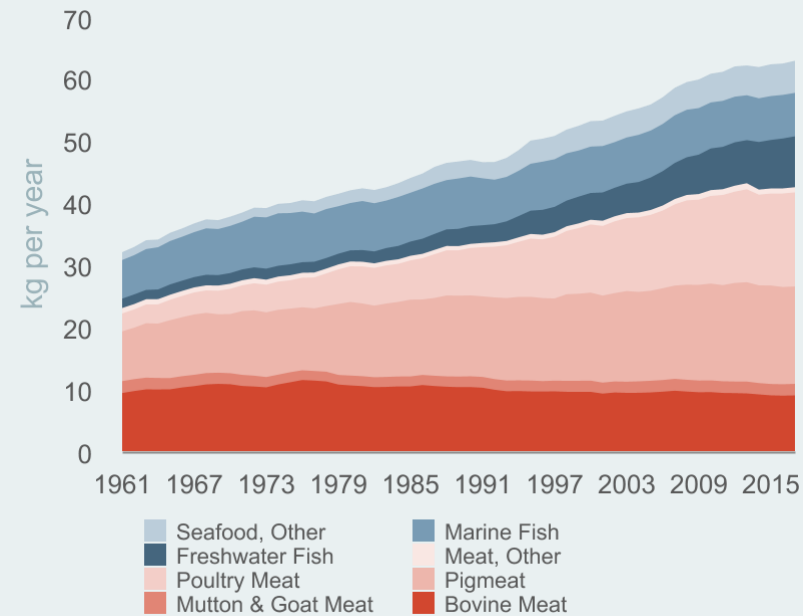 70
60
50
40
30
20
10
0
kg per year
1961 1967 1973 1979 1985 1991 1997 2003 2009 2015
Seafood, Other Marine Fish
Freshwater Fish Meat, Other
Poultry Meat Pigmeat
Mutton & Goat Meat Bovine Meat